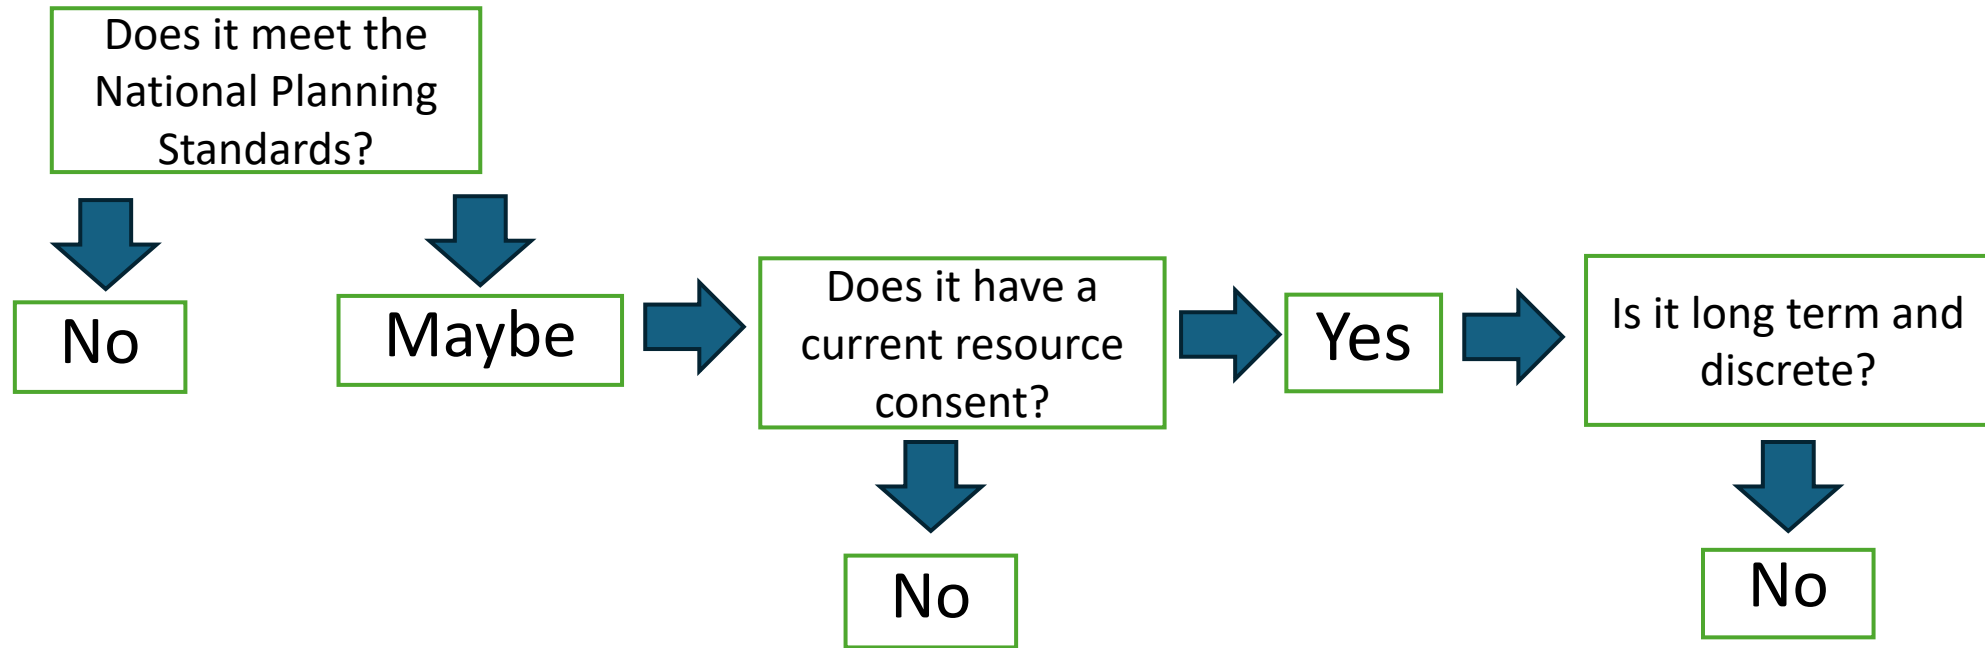 Does it meet the
National Planning
Standards?
No
Maybe
Does it have a
current resource
consent?
No
Yes
Is it long term and
discrete?
No